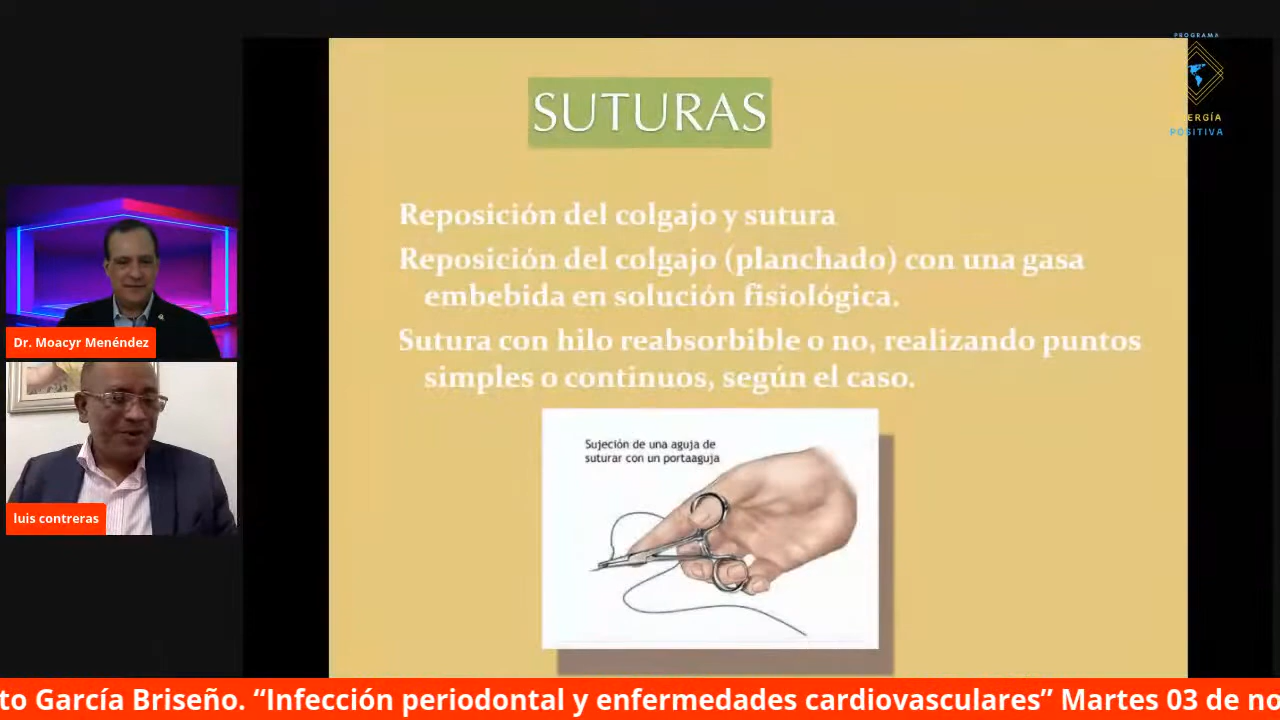 PROGRAMA
POSITIVA
SUTURAS
Reposición del colgajo y sutura
Reposición del colgajo (planchado) con una gasa
embebida en solución fisiológica.
Sutura con hilo reabsorbible o no, realizando puntos
simples o continuos, según el caso.
Sujeción de una aguja de
suturar con un portaaguja
Dr. Moacyr Menéndez
luis contreras
to García Briseño. “Infección periodontal y enfermedades cardiovasculares” Martes 03 de no